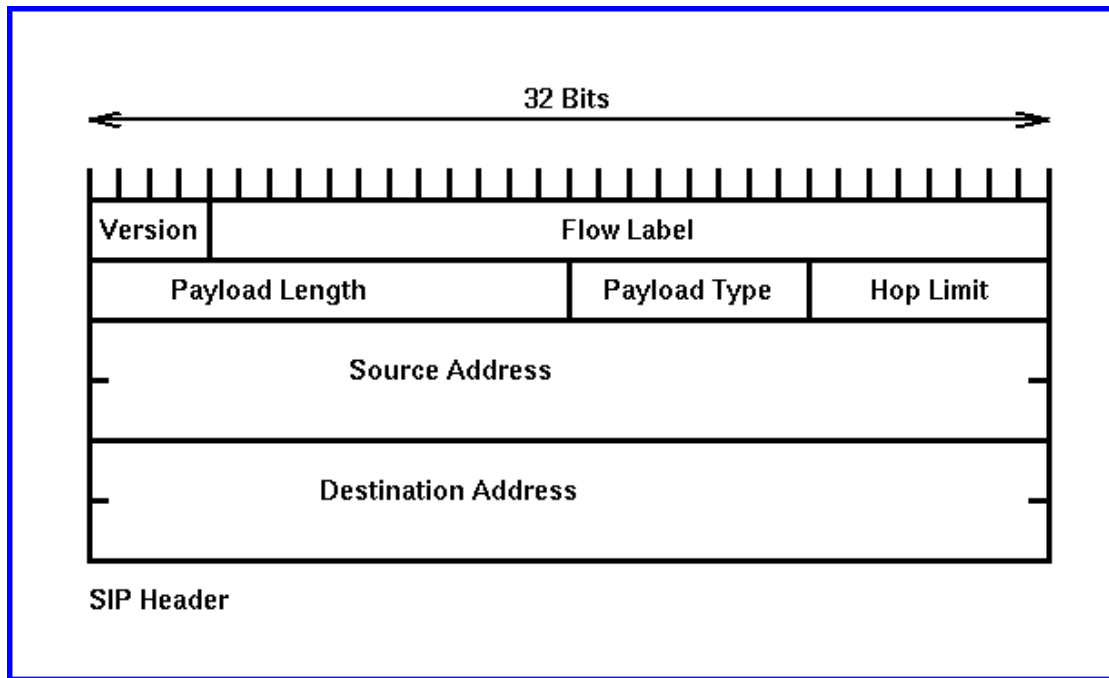 32 Bits
Version Flow Label
Payload Length Payload Type Hop Limit
Source Address
Destination Address
SIP Header